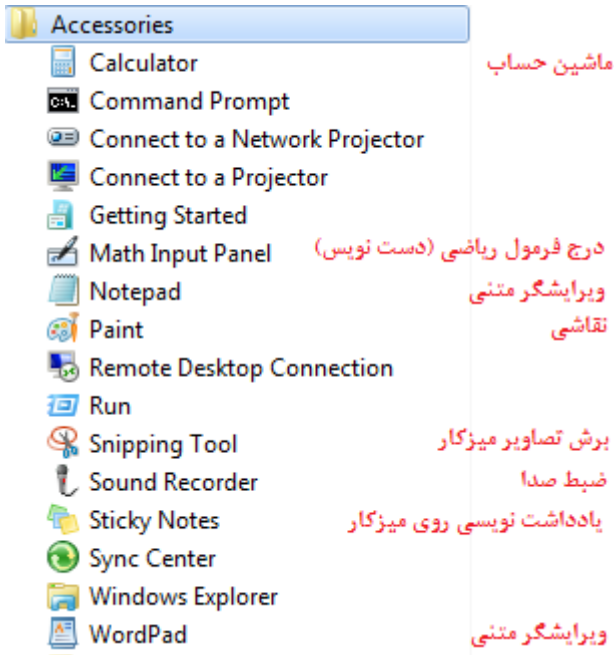 Accessories
Calculator ماشین حساب
C:\.
Command Prompt
Connect to a Network Projector
Connect to a Projector
Getting Started
Math Input Panel درج فرمول ریاضی (دست نویس)
Notepad ویرایشگر متنی
Paint نقاشی
Remote Desktop Connection
Run
Snipping Tool برش تصاویر میزکار
Sound Recorder ضبط صدا
Sticky Notes یادداشت نویسی روی میزکار
Sync Center
Windows Explorer
WordPad ویرایشگر متنی